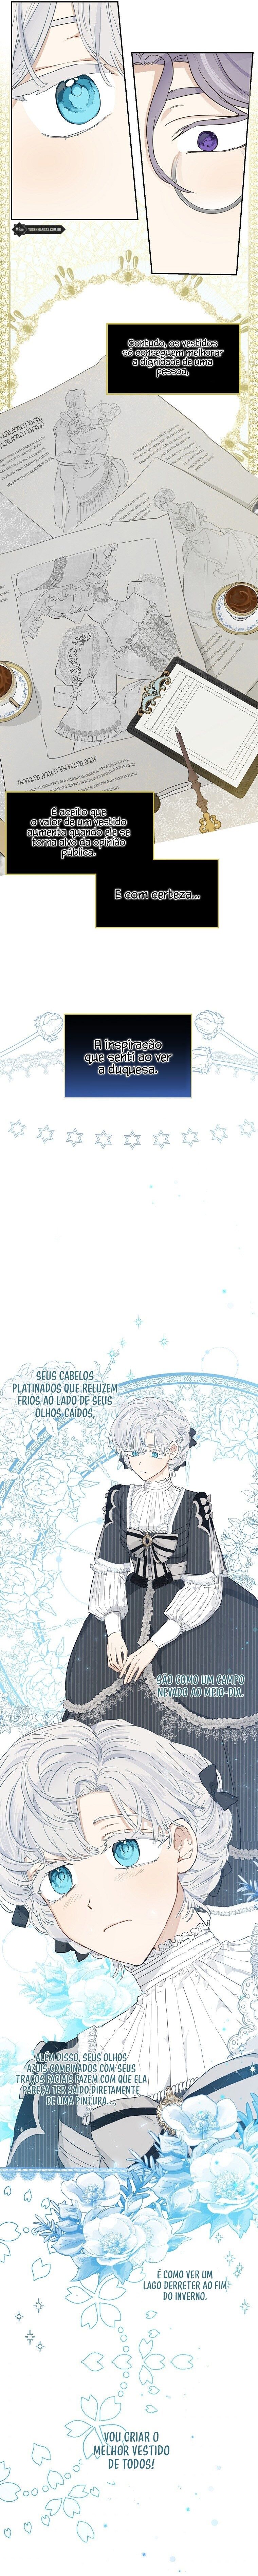 TODEMMANGAS.COM.BR
Contudo, os vestidos
só conseguem melhorar
a dignidade de uma
pessoa,
É aceito que
o valor de um vestido
aumenta quando ele se
torna alvo da opinião
pública.
E com certeza...
A inspiração
que senti ao ver
a duquesa.
SEUS CABELOS
PLATINADOS QUE RELUZEM
FRIOS AO LADO DE SEUS
OLHOS CAÍDOS,
SÃO COMO UM CAMPO
NEVADO AO MEIO-DIA.
ALÉM DISSO, SEUS OLHOS
AZUIS COMBINADOS COM SEUS
TRAÇOS FACIAIS FAZEM COM QUE ELA
PAREÇA TER SAÍDO DIRETAMENTE
DE UMA PINTURA...
É COMO VER UM
LAGO DERRETER AO FIM
DO INVERNO.
VOU CRIAR O
MELHOR VESTIDO
DE TODOS!